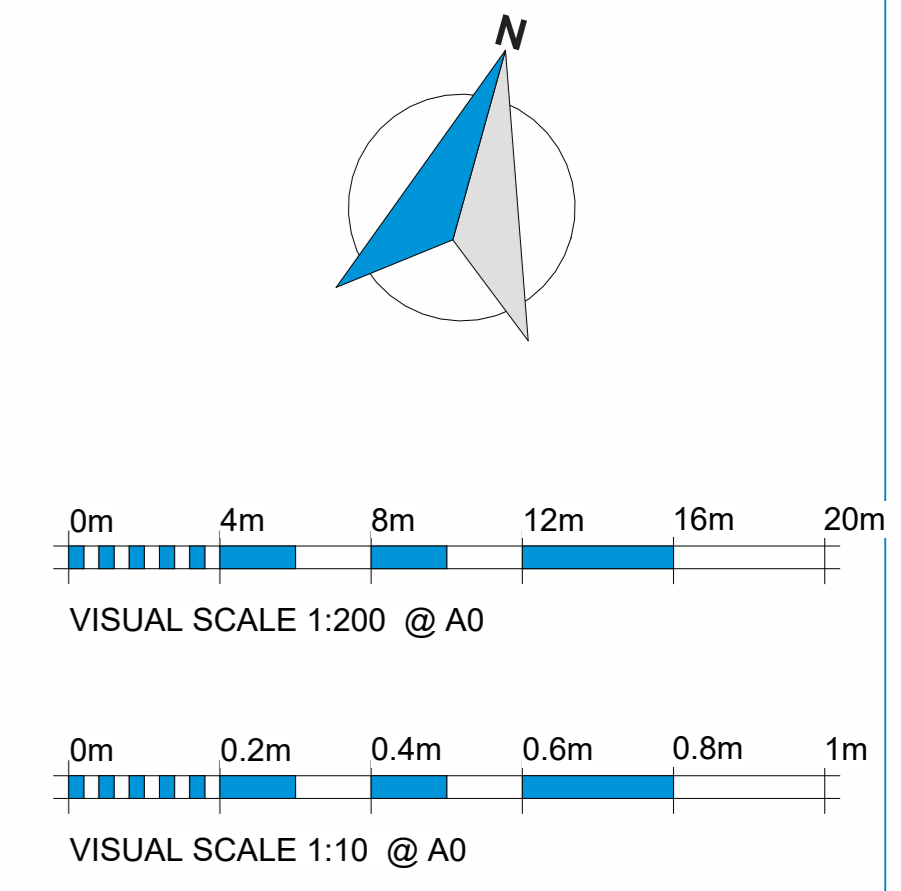 N
0m 4m 8m 12m 16m 20m
VISUAL SCALE 1:200 @ A0
0m 0.2m 0.4m 0.6m 0.8m 1m
VISUAL SCALE 1:10 @ A0